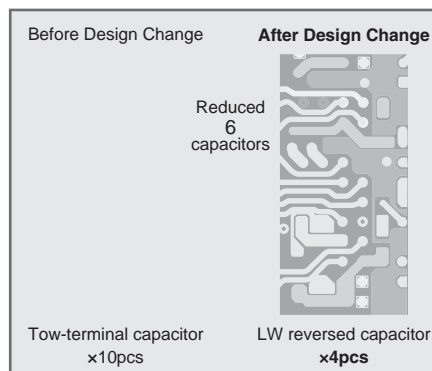 Before Design Change
After Design Change
Reduced
6
capacitors
Tow-terminal capacitor
×10pcs
LW reversed capacitor
×4pcs